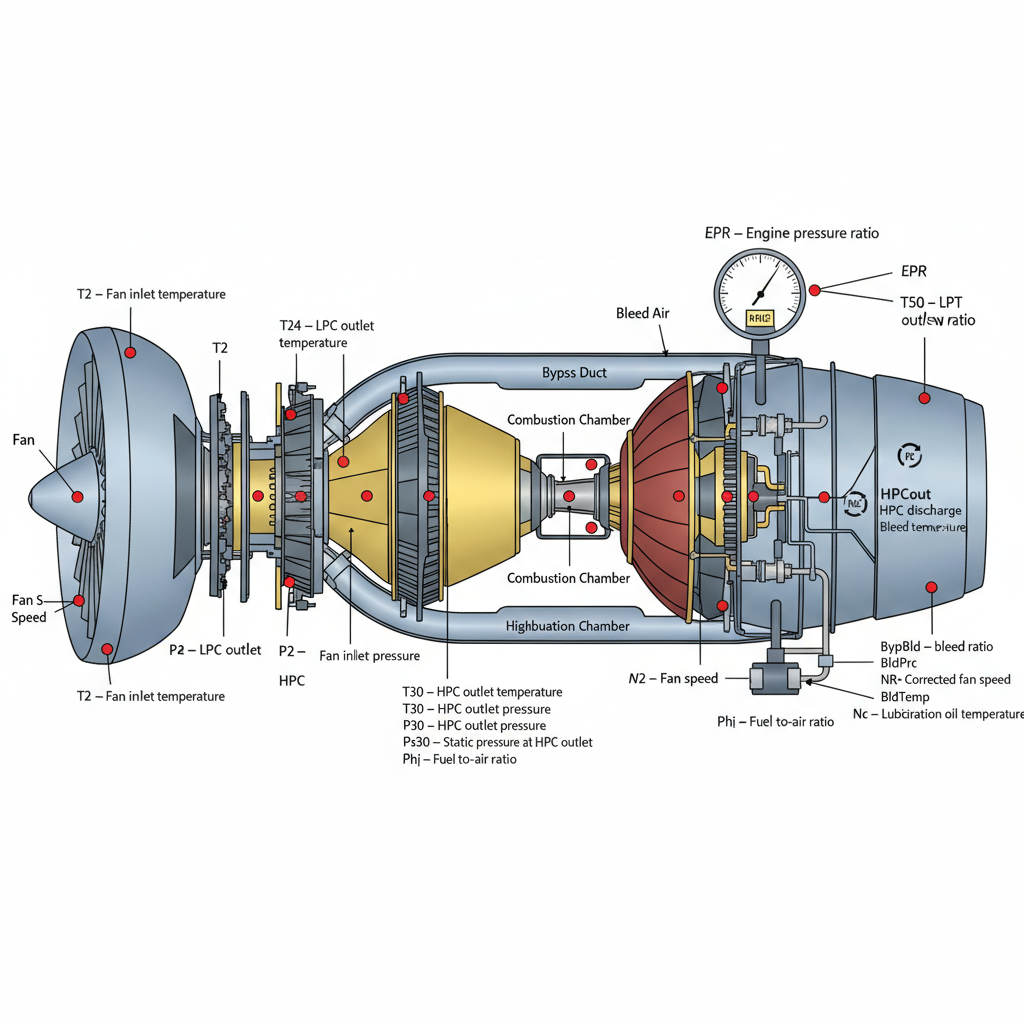 EPR – Engine pressure ratio
EPR
T50 – LPT
ratio
T2 – Fan inlet temperature
T24 – LPC outlet
temperature
Bleed Air
T2
Bypss Duct
Combustion Chamber
Fan
HPCout
HPC discharge
Bleed
Combustion Chamber
Fan S
Speed
Highbuation Chamber
P2 – LPC outlet
P2 –
HPC
Fan inllet pressure
N2 – Fan speed
T2 – Fan inlet temperature
T30 – HPC outlet temperature
T30 – HPC outlet pressure
P30 – HPC outlet pressure
Ps30 – Static pressure at HPC outlet
Phj – Fuel to–air ratio
Phi – Fuel to–air ratio
BypBld – bleed ratio
BldPrc
NR- Corrected fan speed
BldTemp
Nc – oil temperature